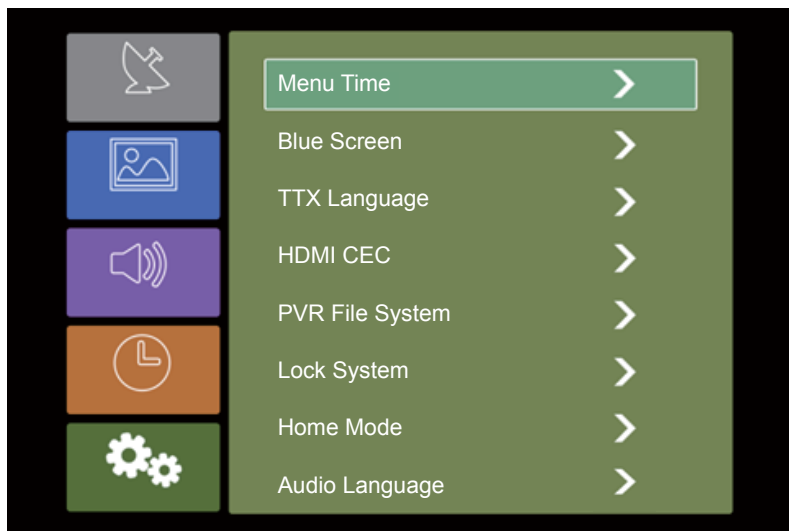 Menu Time
Blue Screen
TTX Language
HDMI CEC
PVR File System
Lock System
Home Mode
Audio Language